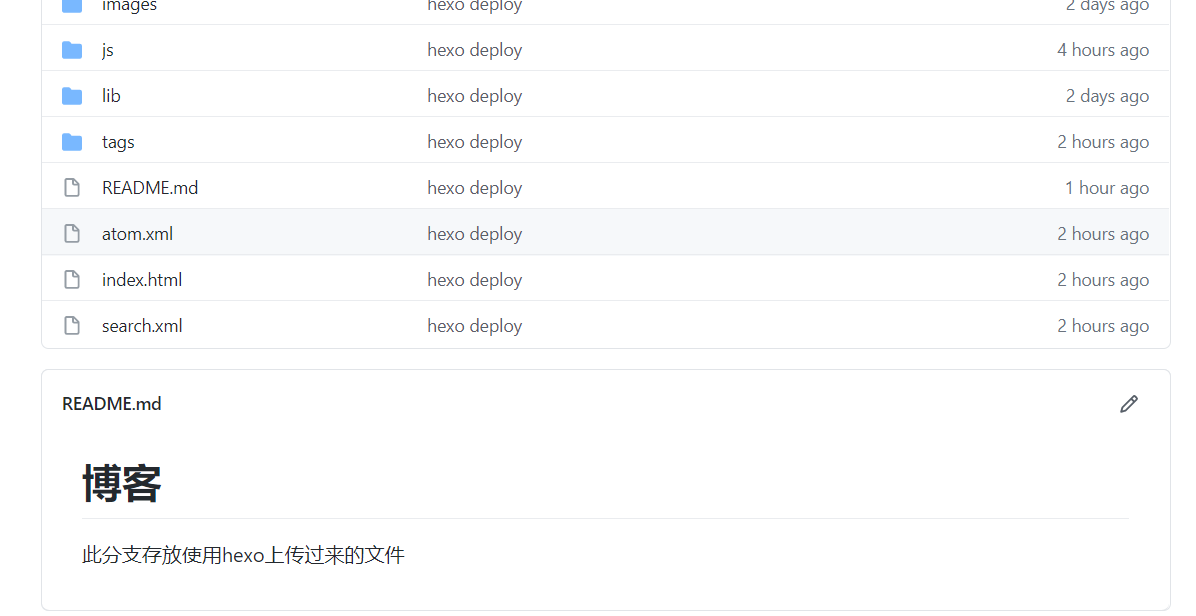 images hexo deploy 2 days ago
js hexo deploy 4 hours ago
lib hexo deploy 2 days ago
tags hexo deploy 2 hours ago
README.md hexo deploy 1 hour ago
atom.xml hexo deploy 2 hours ago
index.html hexo deploy 2 hours ago
search.xml hexo deploy 2 hours ago
README.md
博客
此分支存放使用hexo上传过来的文件